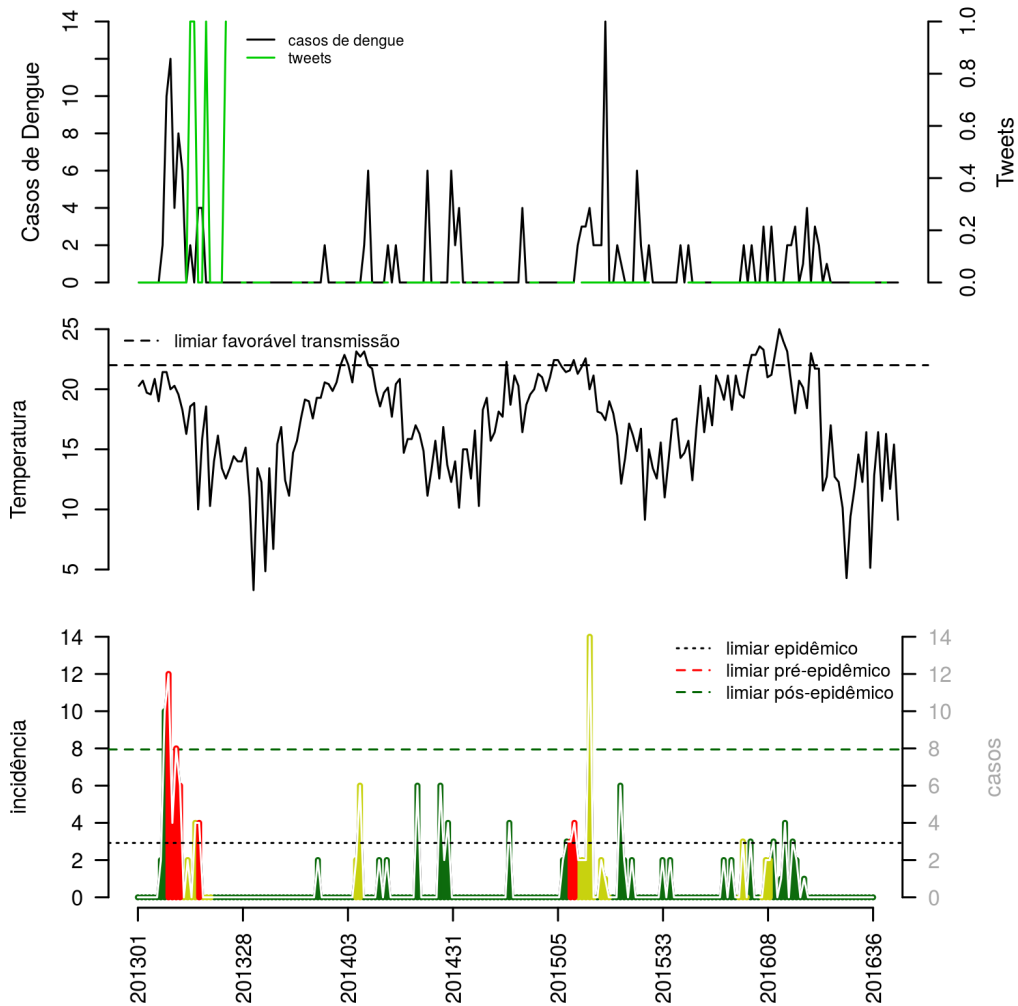 casos de dengue
tweets
Casos de Dengue
0 2 4 6 8 10 14
Tweets
0.0 0.2 0.4 0.6 0.8 1.0
limiar favorável transmissão
Temperatura
5 10 15 20 25
limiar epidêmico
limiar pré-epidêmico
limiar pós-epidêmico
incidência
0 2 4 6 8 10 12 14
casos
0 2 4 6 8 10 12 14
201301 201328 201403 201431 201505 201533 201608 201636